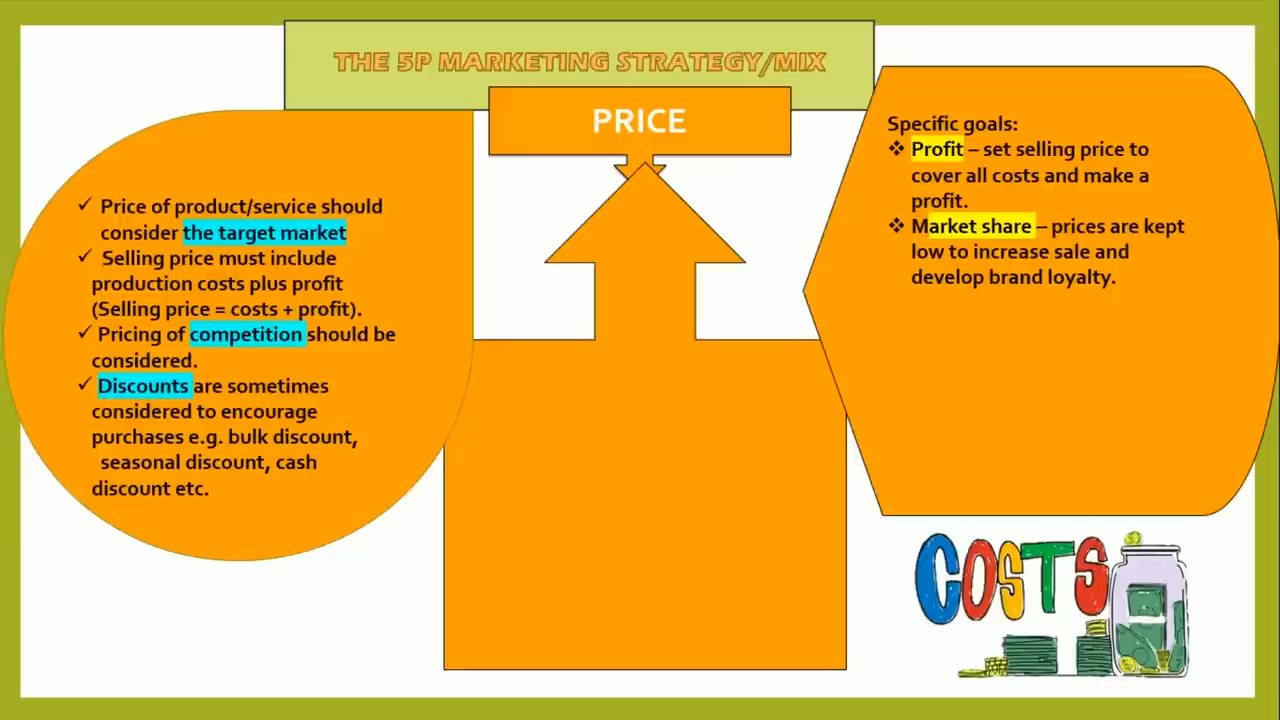 THE 5P MARKETING STRATEGY/MIX
PRICE
✓ Price of product/service should
consider the target market
✓ Selling price must include
production costs plus profit
(Selling price = costs + profit).
✓ Pricing of competition should be
considered.
✓ Discounts are sometimes
considered to encourage
purchases e.g. bulk discount,
seasonal discount, cash
discount etc.
Specific goals:
❖ Profit – set selling price to
cover all costs and make a
profit.
❖ Market share – prices are kept
low to increase sale and
develop brand loyalty.
COSTS